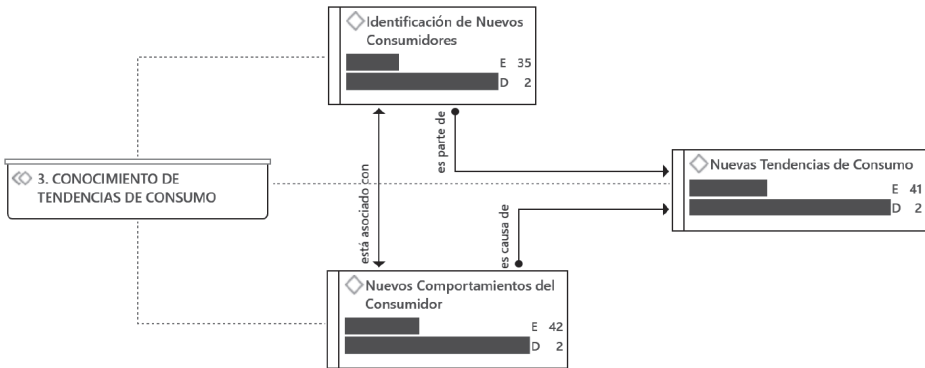 Identificación de Nuevos
Consumidores
E 35
D 2
es parte de
3. CONOCIMIENTO DE
TENDENCIAS DE CONSUMO
Nuevas Tendencias de Consumo
E 41
D 2
está asociado con
es causa de
Nuevos Comportamientos del
Consumidor
E 42
D 2